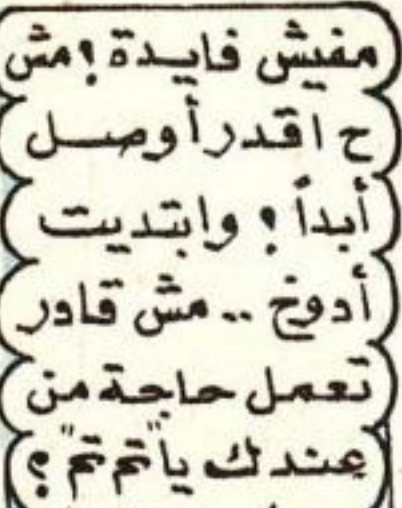 مفيش فايدة ؟ مش
ح اقدر أوصل
أبداً ؟ وابتديت
أدوخ .. مش قادر
تعمل حاجة من
عندك يا "تم تم" ؟